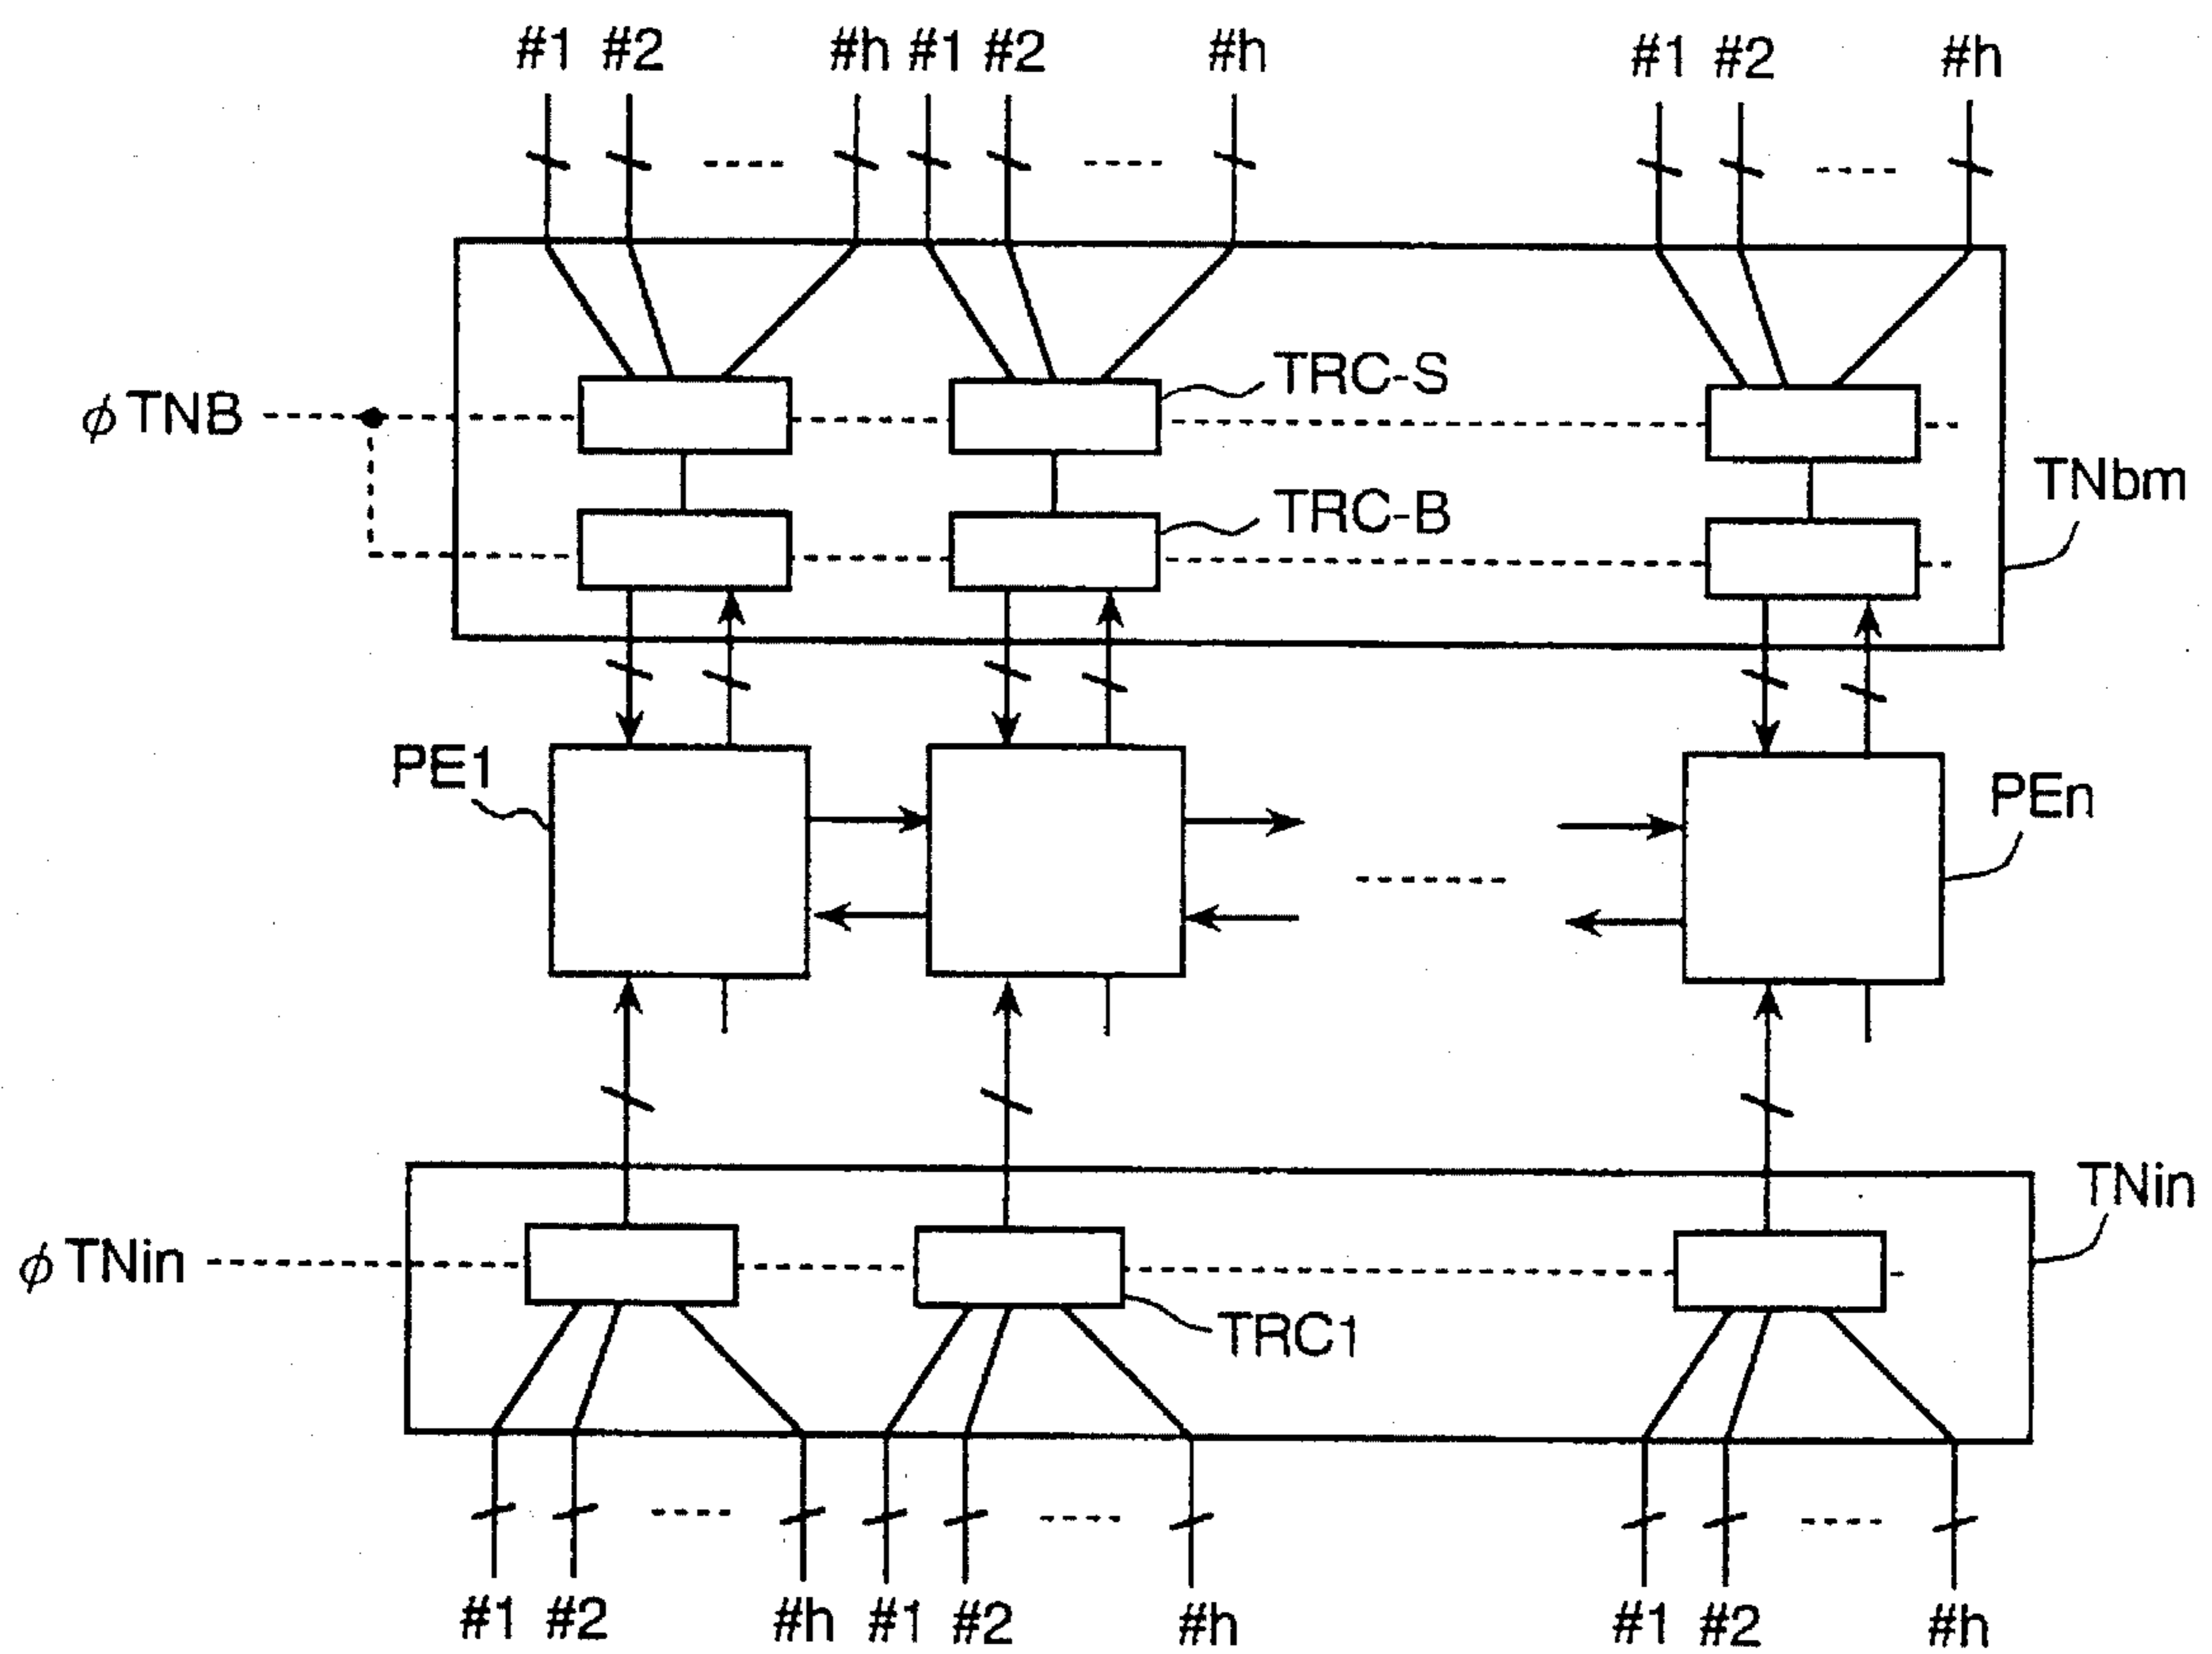 #1 #2 #h #1 #2 #h #1 #2 #h
TRC-S
φTNB
TNbm
TRC-B
PE1
PEn
TNin
φTNin
TRC1
#1 #2 #h #1 #2 #h #1 #2 #h